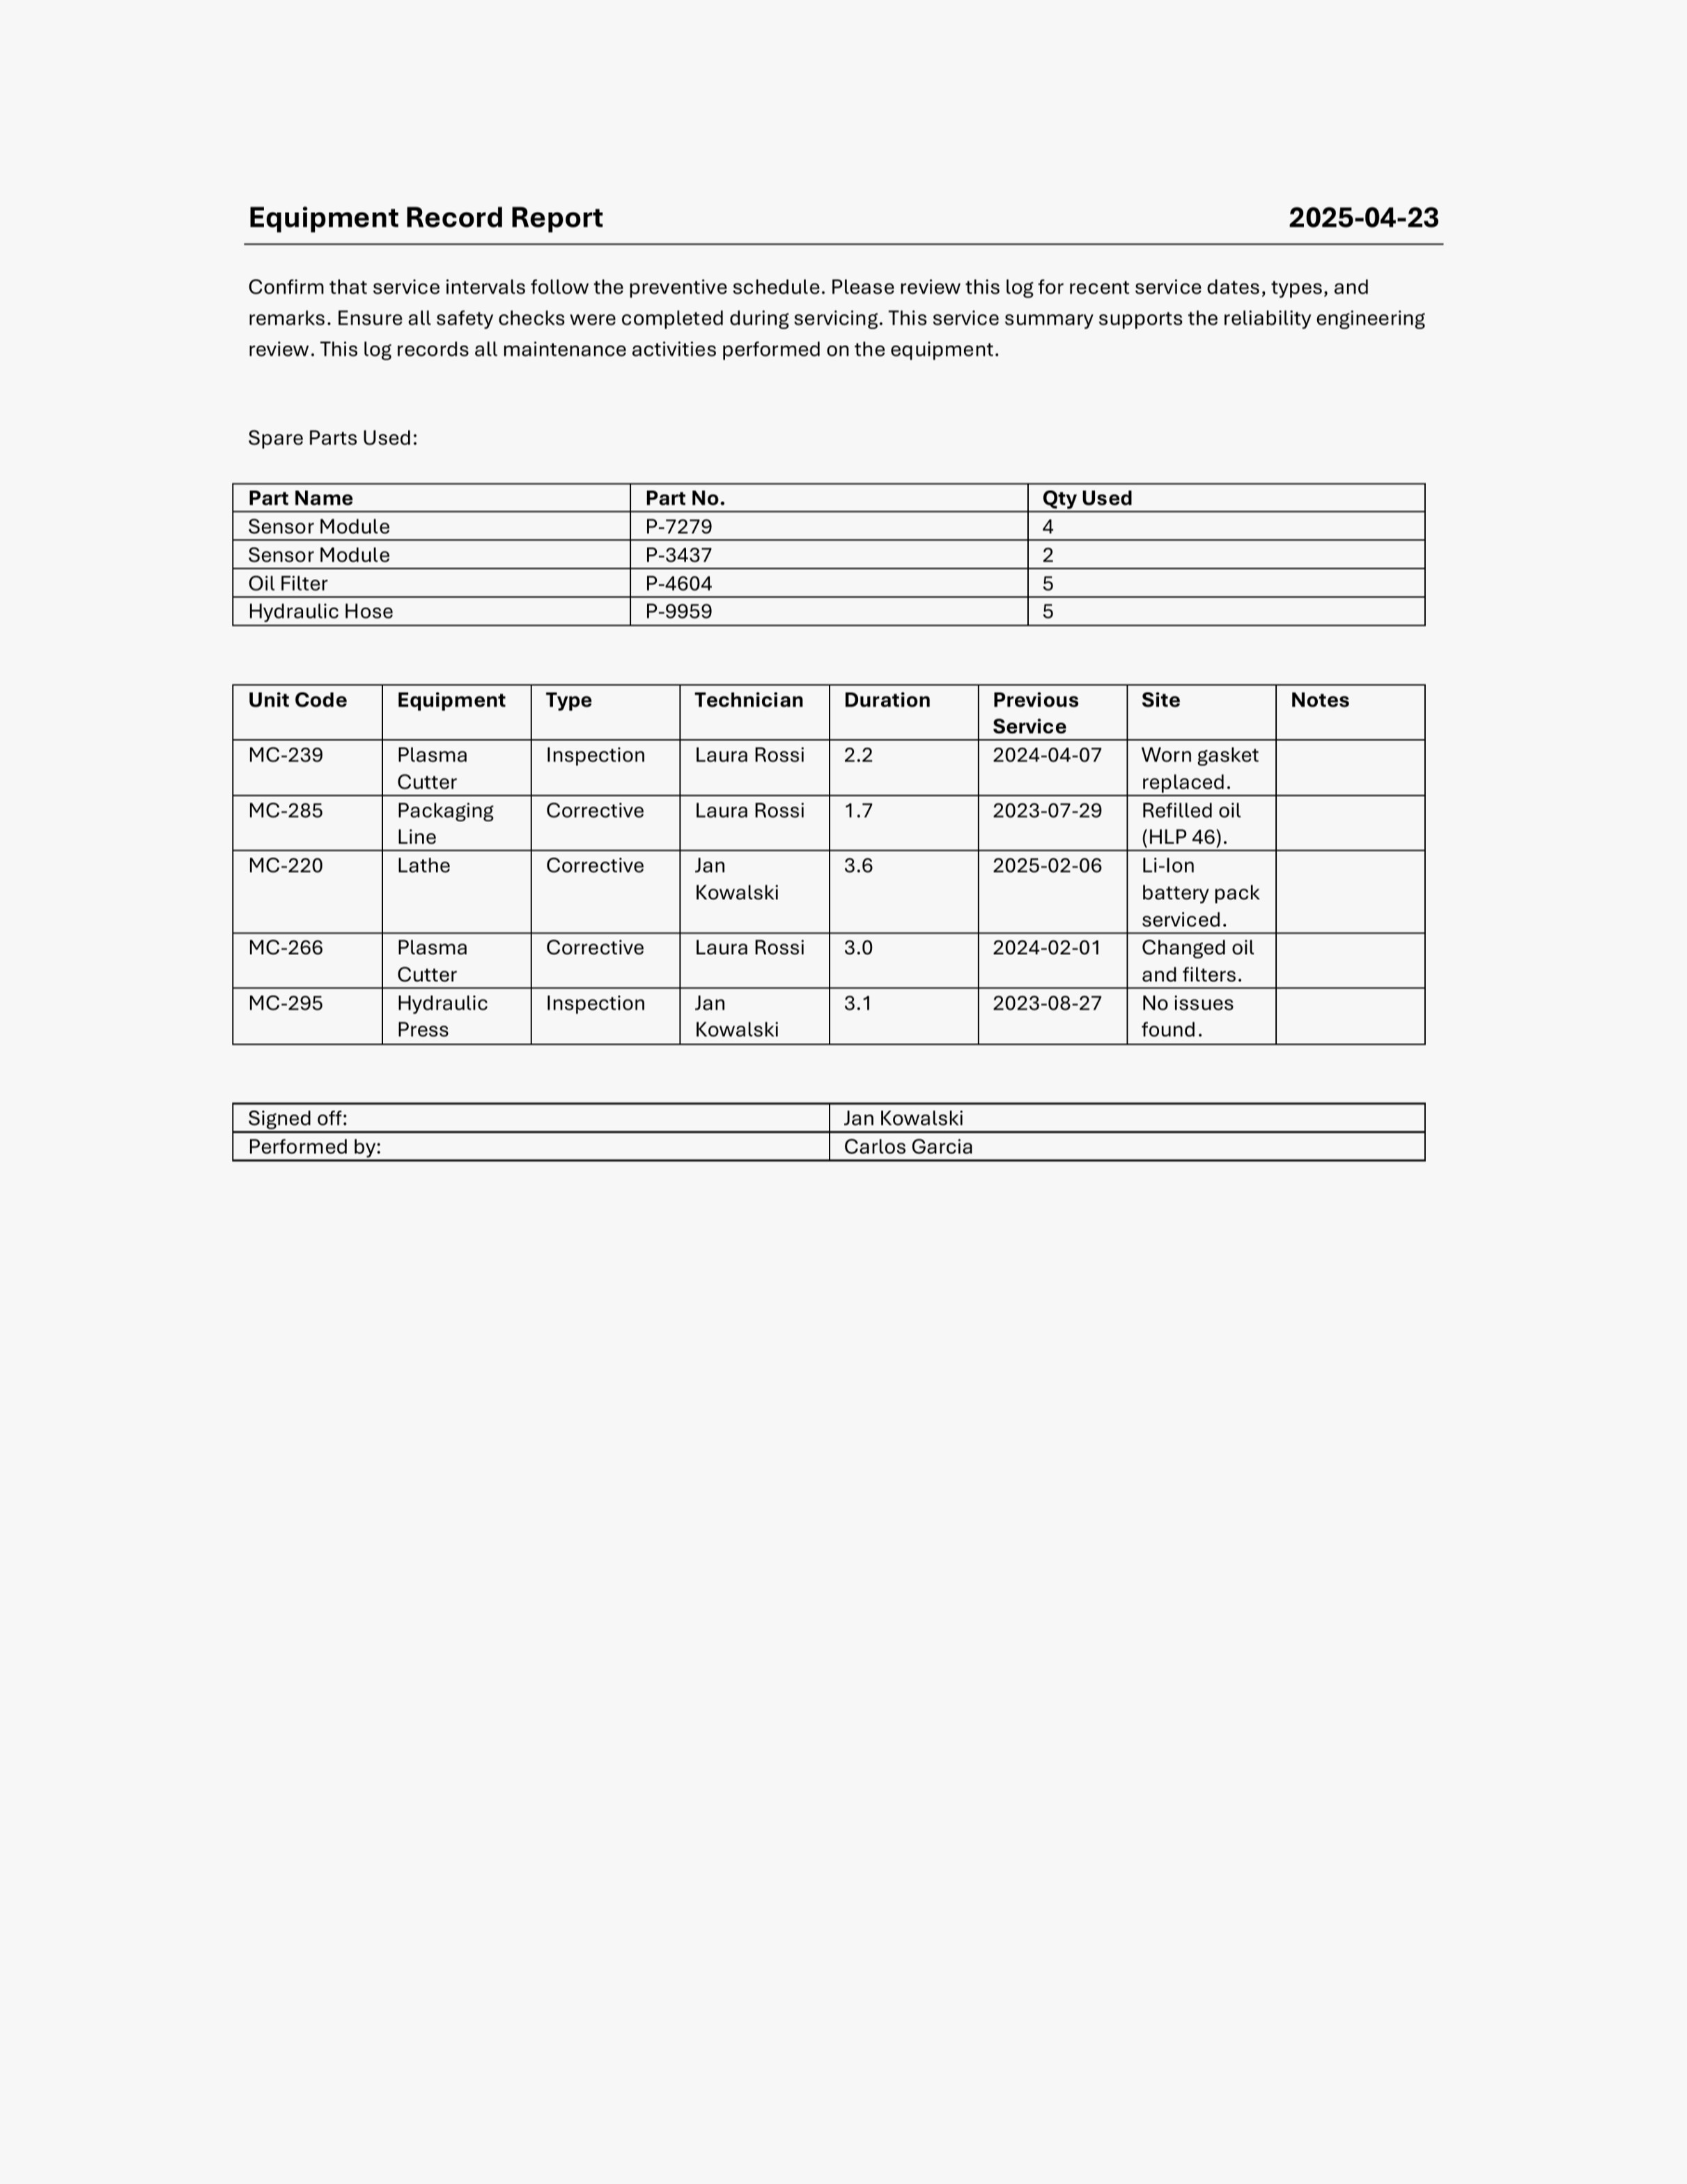 Equipment Record Report 2025-04-23
Confirm that service intervals follow the preventive schedule. Please review this log for recent service dates, types, and
remarks. Ensure all safety checks were completed during servicing. This service summary supports the reliability engineering
review. This log records all maintenance activities performed on the equipment.
Spare Parts Used:
Part Name Part No. Qty Used
Sensor Module P-7279 4
Sensor Module P-3437 2
Oil Filter P-4604 5
Hydraulic Hose P-9959 5
Unit Code Equipment Type Technician Duration Previous Site Notes
Service
MC-239 Plasma Inspection Laura Rossi 2.2 2024-04-07 Worn gasket
Cutter replaced.
MC-285 Packaging Corrective Laura Rossi 1.7 2023-07-29 Refilled oil
Line (HLP 46).
MC-220 Lathe Corrective Jan 3.6 2025-02-06 Li-Ion
Kowalski battery pack
serviced.
MC-266 Plasma Corrective Laura Rossi 3.0 2024-02-01 Changed oil
Cutter and filters.
MC-295 Hydraulic Inspection Jan 3.1 2023-08-27 No issues
Press Kowalski found.
Signed off: Jan Kowalski
Performed by: Carlos Garcia